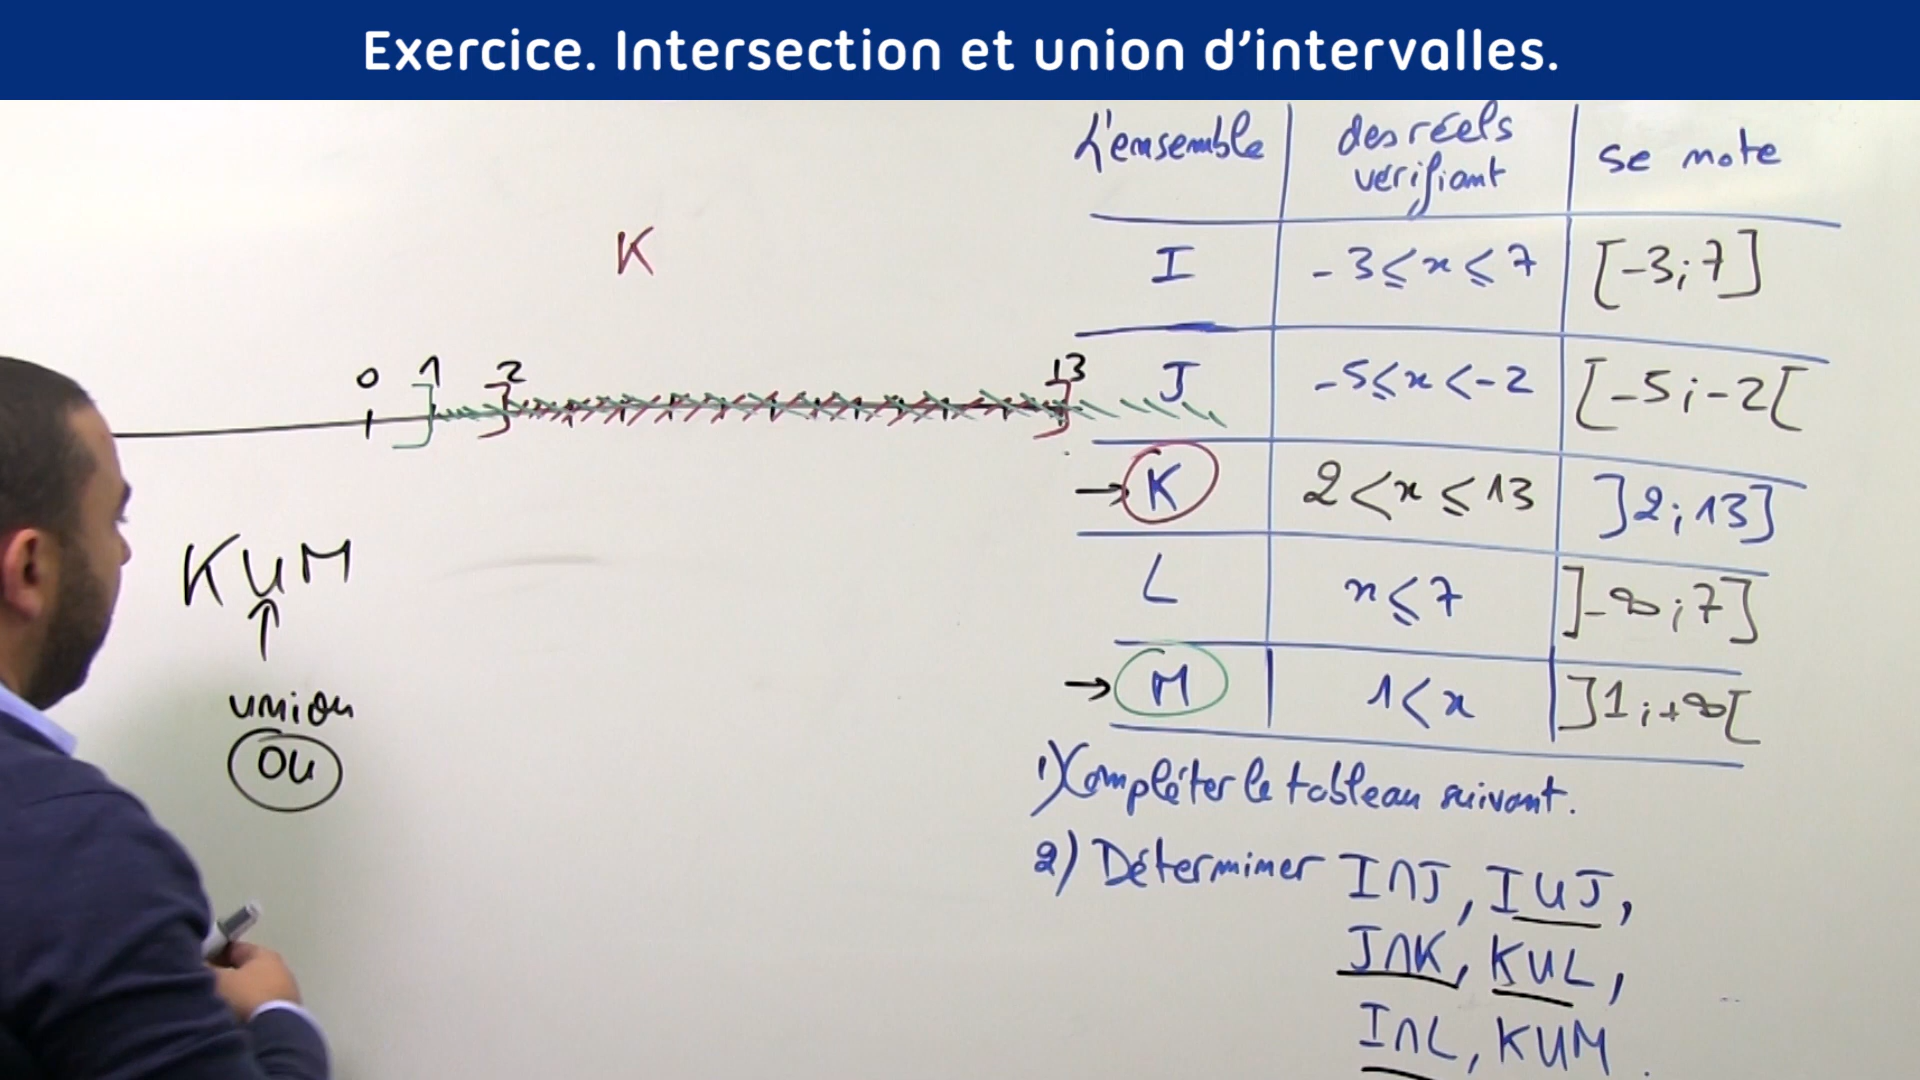 Exercice. Intersection et union d'intervalles.
L'ensemble | des réels vérifiant | se note
I | -3 ⩽ x ⩽ 7 | [-3; 7]
J | -5 ⩽ x < -2 | [-5; -2[
→ K | 2 < x ⩽ 13 | ]2; 13]
L | x ⩽ 7 | ]-∞; 7]
→ M | 1 < x | ]1; +∞[
1) Compléter le tableau suivant.
2) Déterminer I∩J, I∪J,
J∩K, K∪L,
I∩L, K∪M.
K
0 1 2 13
K∪M
↑
union
ou